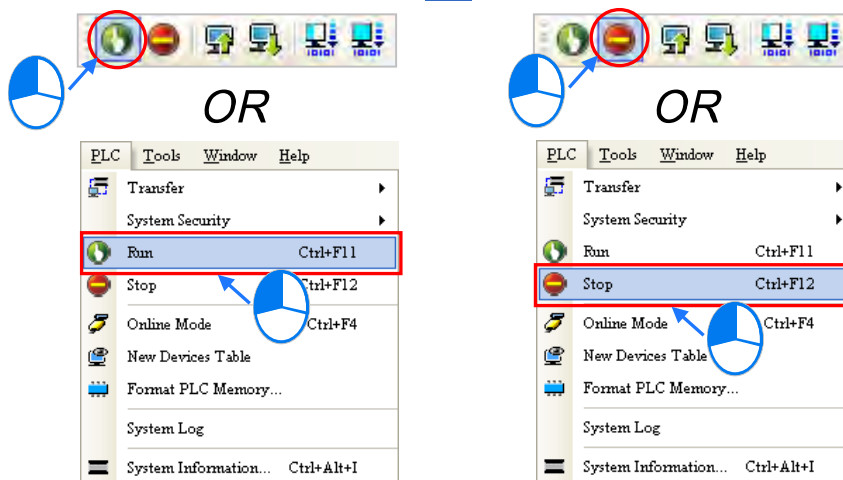 OR
PLC Tools Window Help
Transfer
System Security
Run Ctrl+F11
Stop Ctrl+F12
Online Mode Ctrl+F4
New Devices Table
Format PLC Memory...
System Log
System Information... Ctrl+Alt+I
OR
PLC Tools Window Help
Transfer
System Security
Run Ctrl+F11
Stop Ctrl+F12
Online Mode Ctrl+F4
New Devices Table
Format PLC Memory...
System Log
System Information... Ctrl+Alt+I